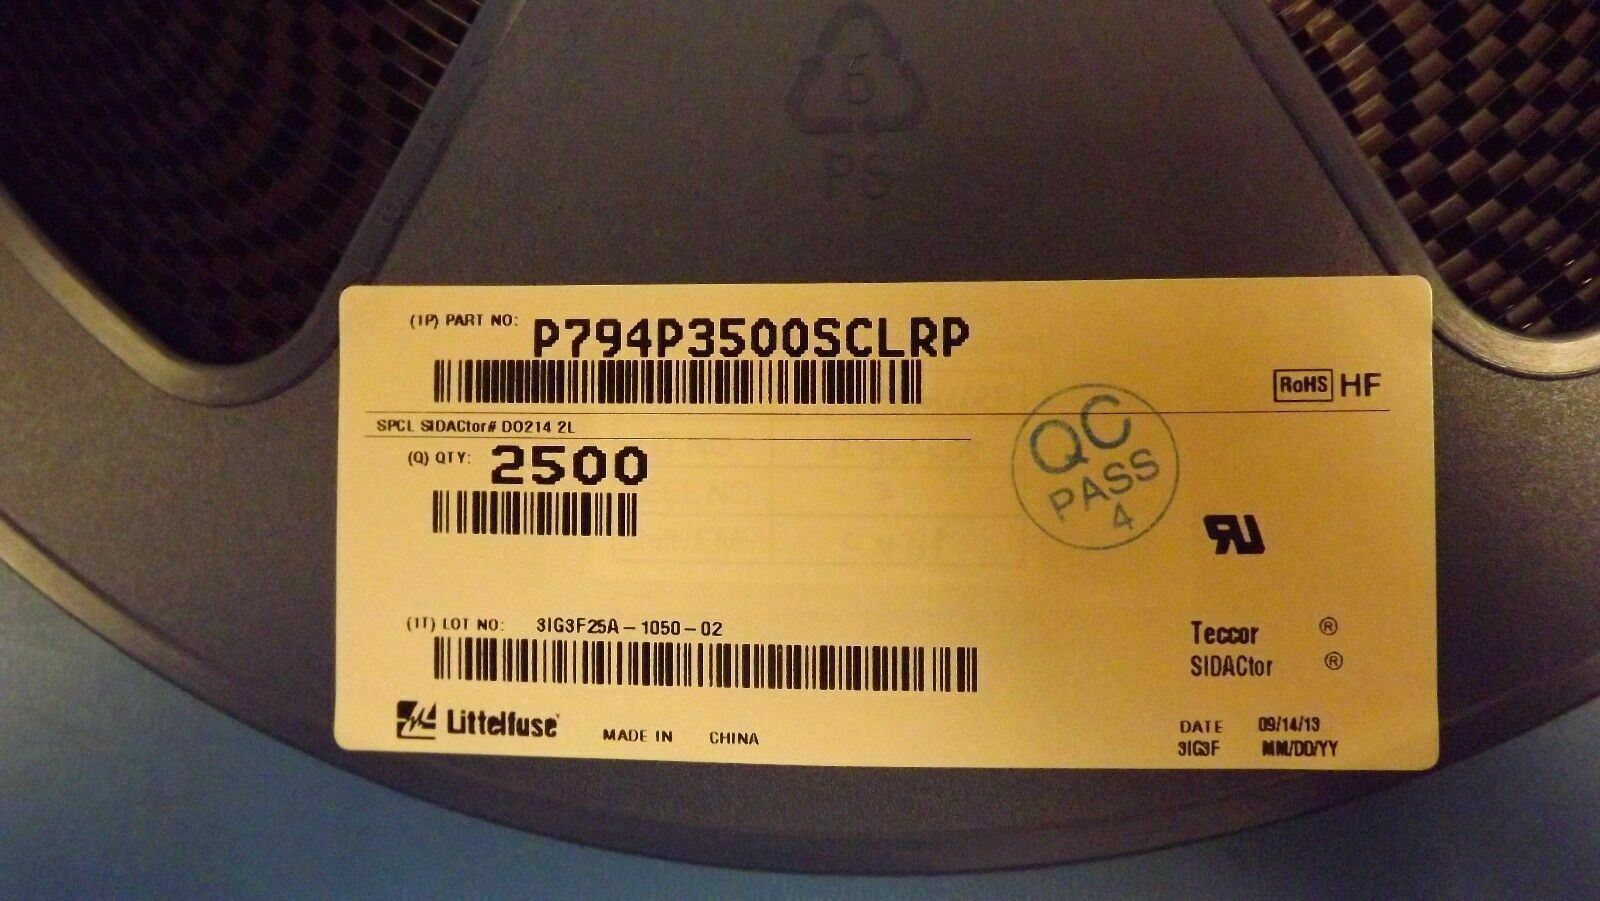 6
PS
(1P) PART NO: P794P3500SCLRP
RoHS HF
SPCL SIDACtor# DO214 2L
(Q) QTY: 2500
QC
PASS
4
RU
(1T) LOT NO: 3IG3F25A-1050-02
Teccor ®
SIDACtor ®
Littelfuse
MADE IN CHINA
DATE 09/14/13
3IG3F MM/DD/YY